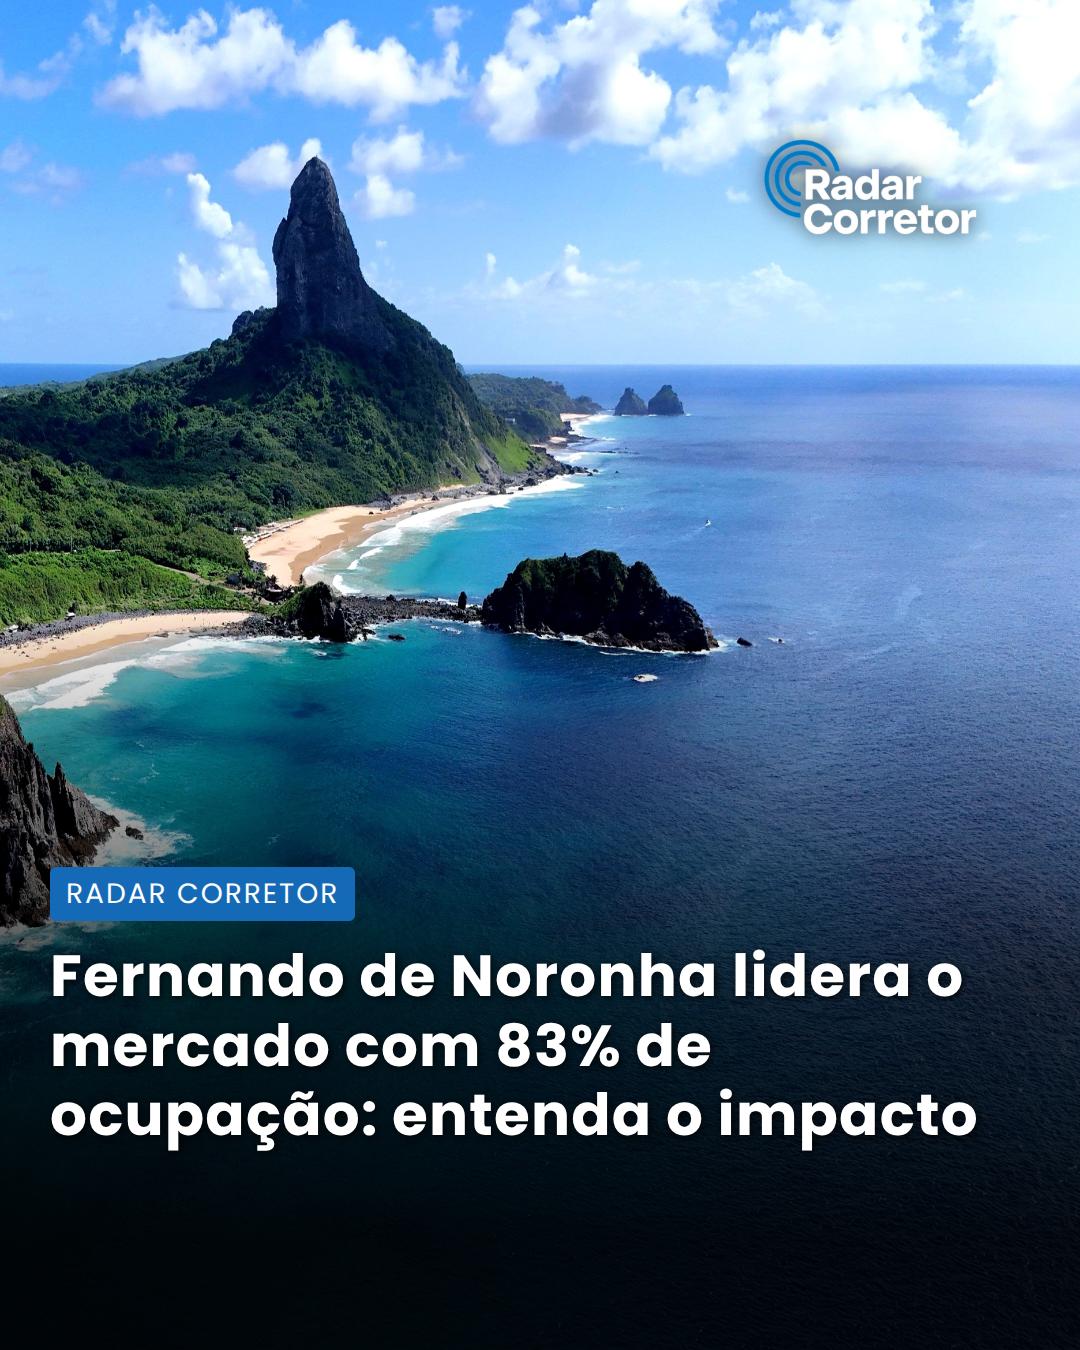 Radar
Corretor
RADAR CORRETOR
Fernando de Noronha lidera o
mercado com 83% de
ocupação: entenda o impacto